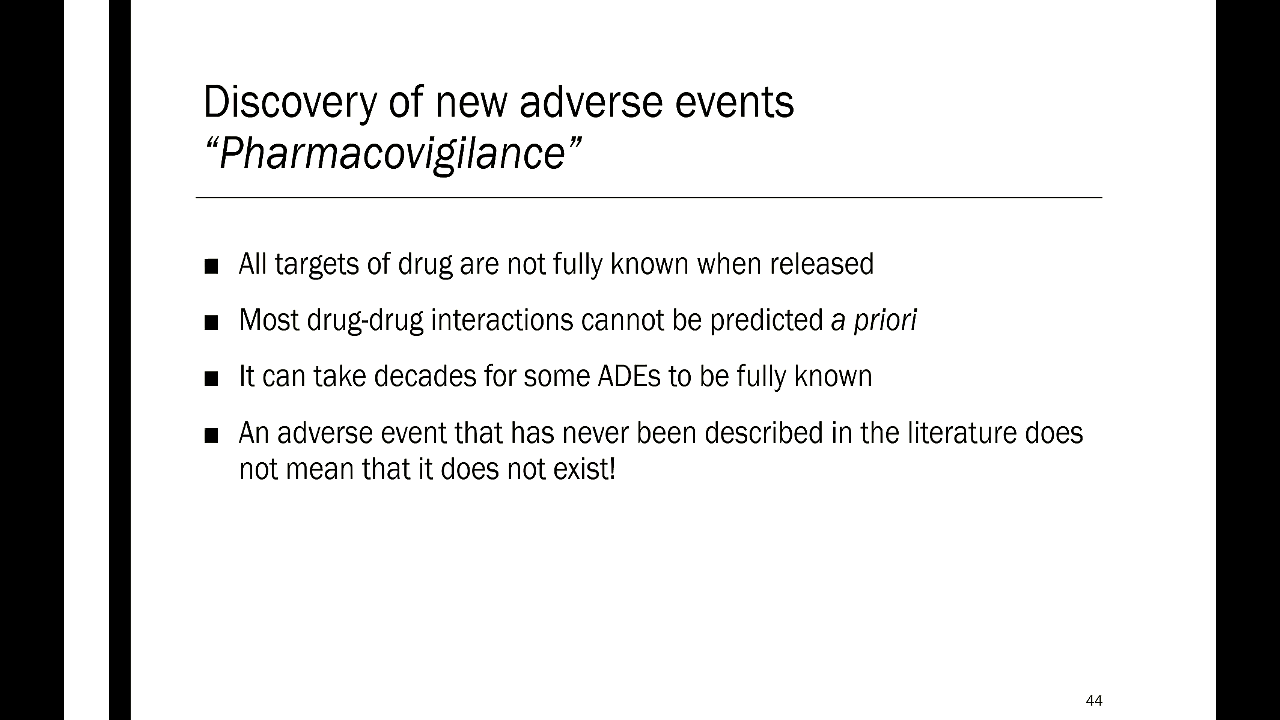 Discovery of new adverse events
“Pharmacovigilance”
■ All targets of drug are not fully known when released
■ Most drug-drug interactions cannot be predicted a priori
■ It can take decades for some ADEs to be fully known
■ An adverse event that has never been described in the literature does
not mean that it does not exist!
44